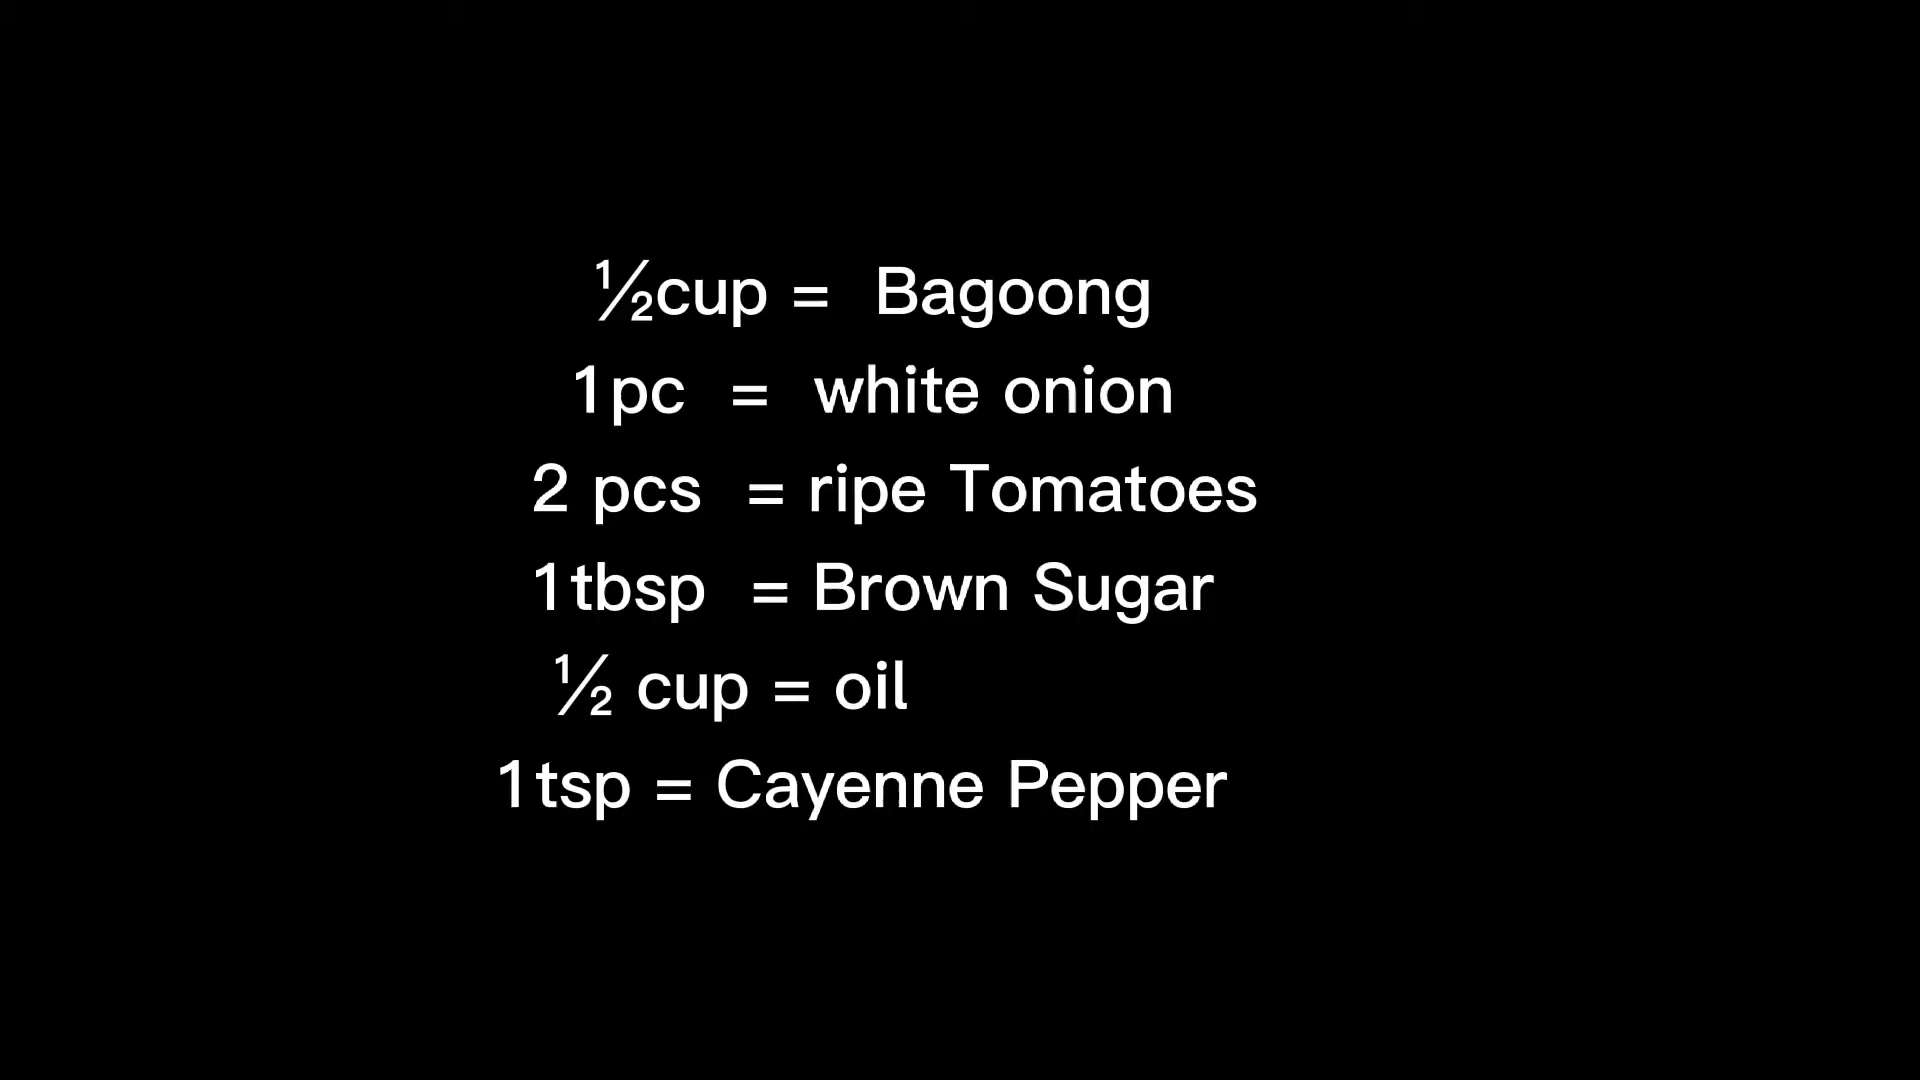 ½cup = Bagoong
1pc = white onion
2 pcs = ripe Tomatoes
1tbsp = Brown Sugar
½ cup = oil
1tsp = Cayenne Pepper